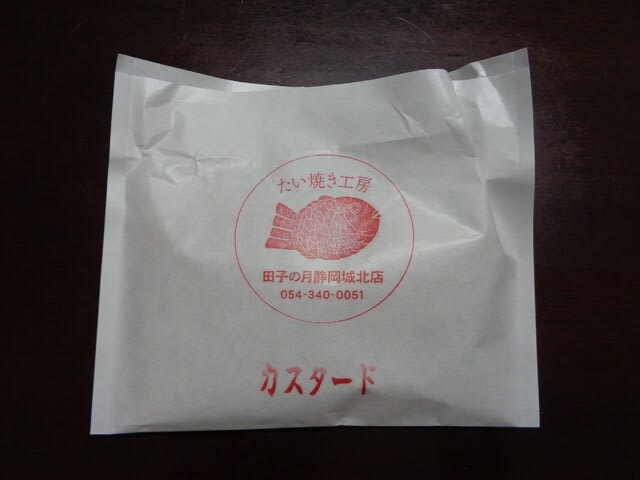 たい焼き工房
田子の月静岡城北店
054-340-0051
カスタード